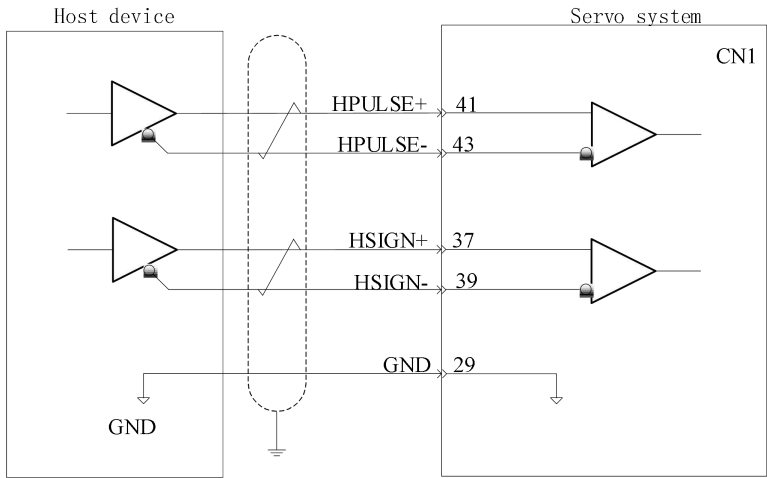 Host device
Servo system
CN1
HPULSE+ 41
HPULSE- 43
HSIGN+ 37
HSIGN- 39
GND 29
GND